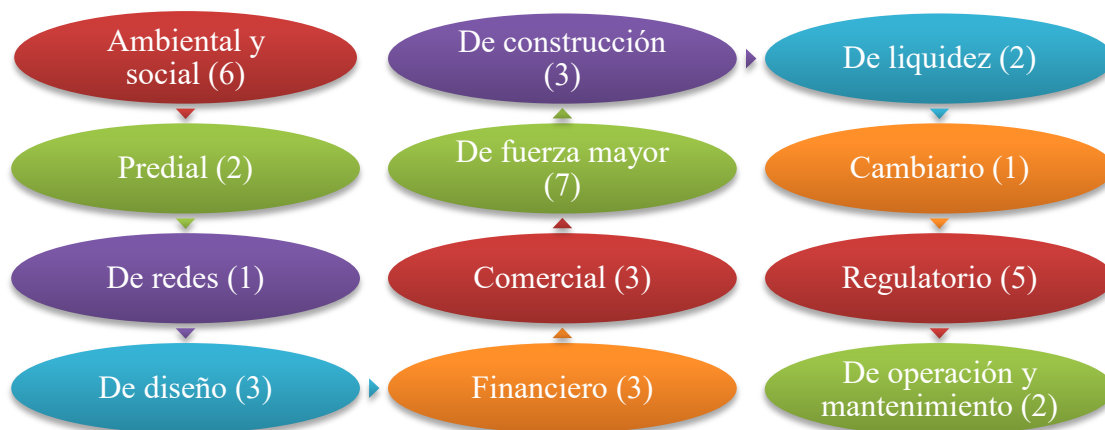 Ambiental y
social (6)
Predial (2)
De redes (1)
De diseño (3)
Financiero (3)
Comercial (3)
De fuerza mayor
(7)
De construcción
(3)
De liquidez (2)
Cambiario (1)
Regulatorio (5)
De operación y
mantenimiento (2)